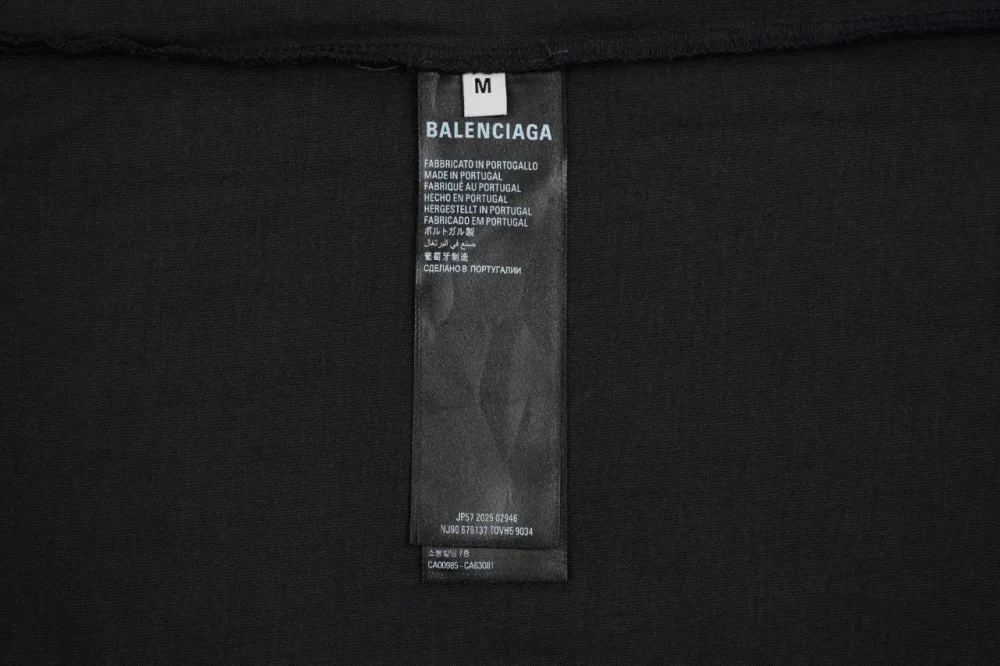 M
BALENCIAGA
FABBRICATO IN PORTOGALLO
MADE IN PORTUGAL
FABRIQUÉ AU PORTUGAL
HECHO EN PORTUGAL
HERGESTELLT IN PORTUGAL
FABRICADO EM PORTUGAL
ポルトガル製
صنع في البرتغال
葡萄牙制造
СДЕЛАНО В ПОРТУГАЛИИ
JP57 2025 02946
NJ90 676137 TOVH5 9034
7층
CA00985 - CA63081